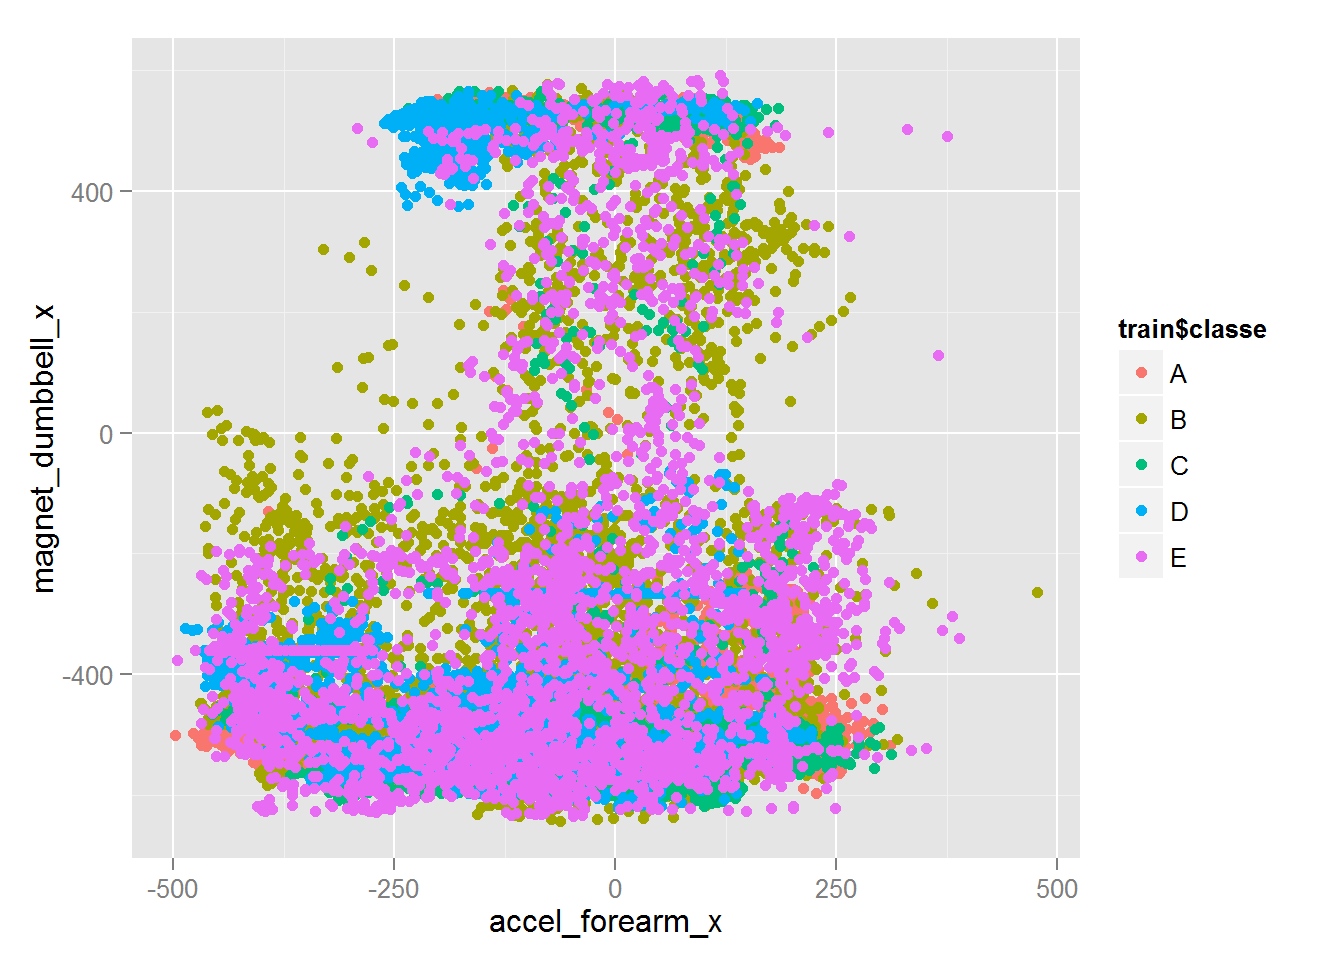 magnet_dumbbell_x
400
0
-400
-500
-250
0
250
500
accel_forearm_x
train$classe
A
B
C
D
E